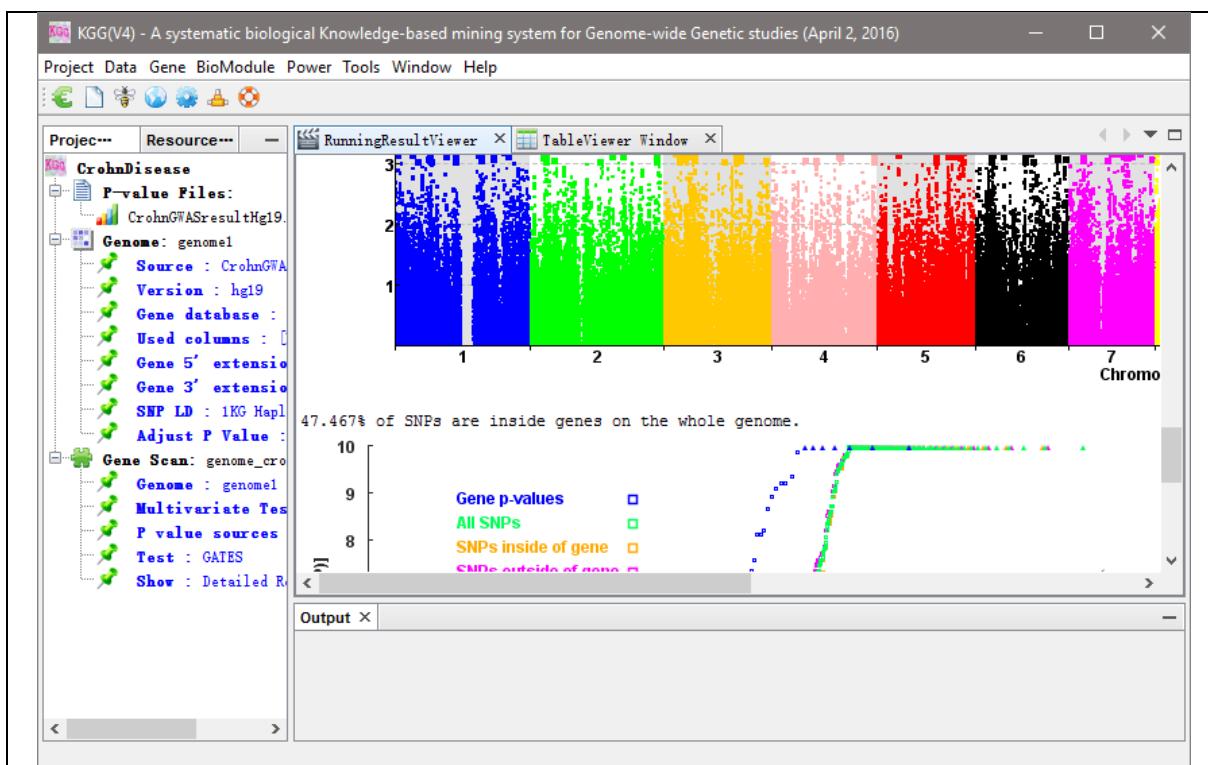 KGG(V4) - A systematic biological Knowledge-based mining system for Genome-wide Genetic studies (April 2, 2016)
Project Data Gene BioModule Power Tools Window Help
Projec··· Resource···
RunningResultViewer TableViewer Window
KGG CrohnDisease
P-value Files:
CrohnGWASresultHg19.
Genome: genome1
Source : CrohnGWA
Version : hg19
Gene database :
Used columns : [
Gene 5' extensio
Gene 3' extensio
SNP LD : 1KG Hapl
Adjust P Value :
Gene Scan: genome_cro
Genome : genome1
Multivariate Tes
P value sources
Test : GATES
Show : Detailed R
3
2
1
1 2 3 4 5 6 7
Chromo
47.467% of SNPs are inside genes on the whole genome.
10
9
8
Gene p-values
All SNPs
SNPs inside of gene
SNPs outside of gene
Output